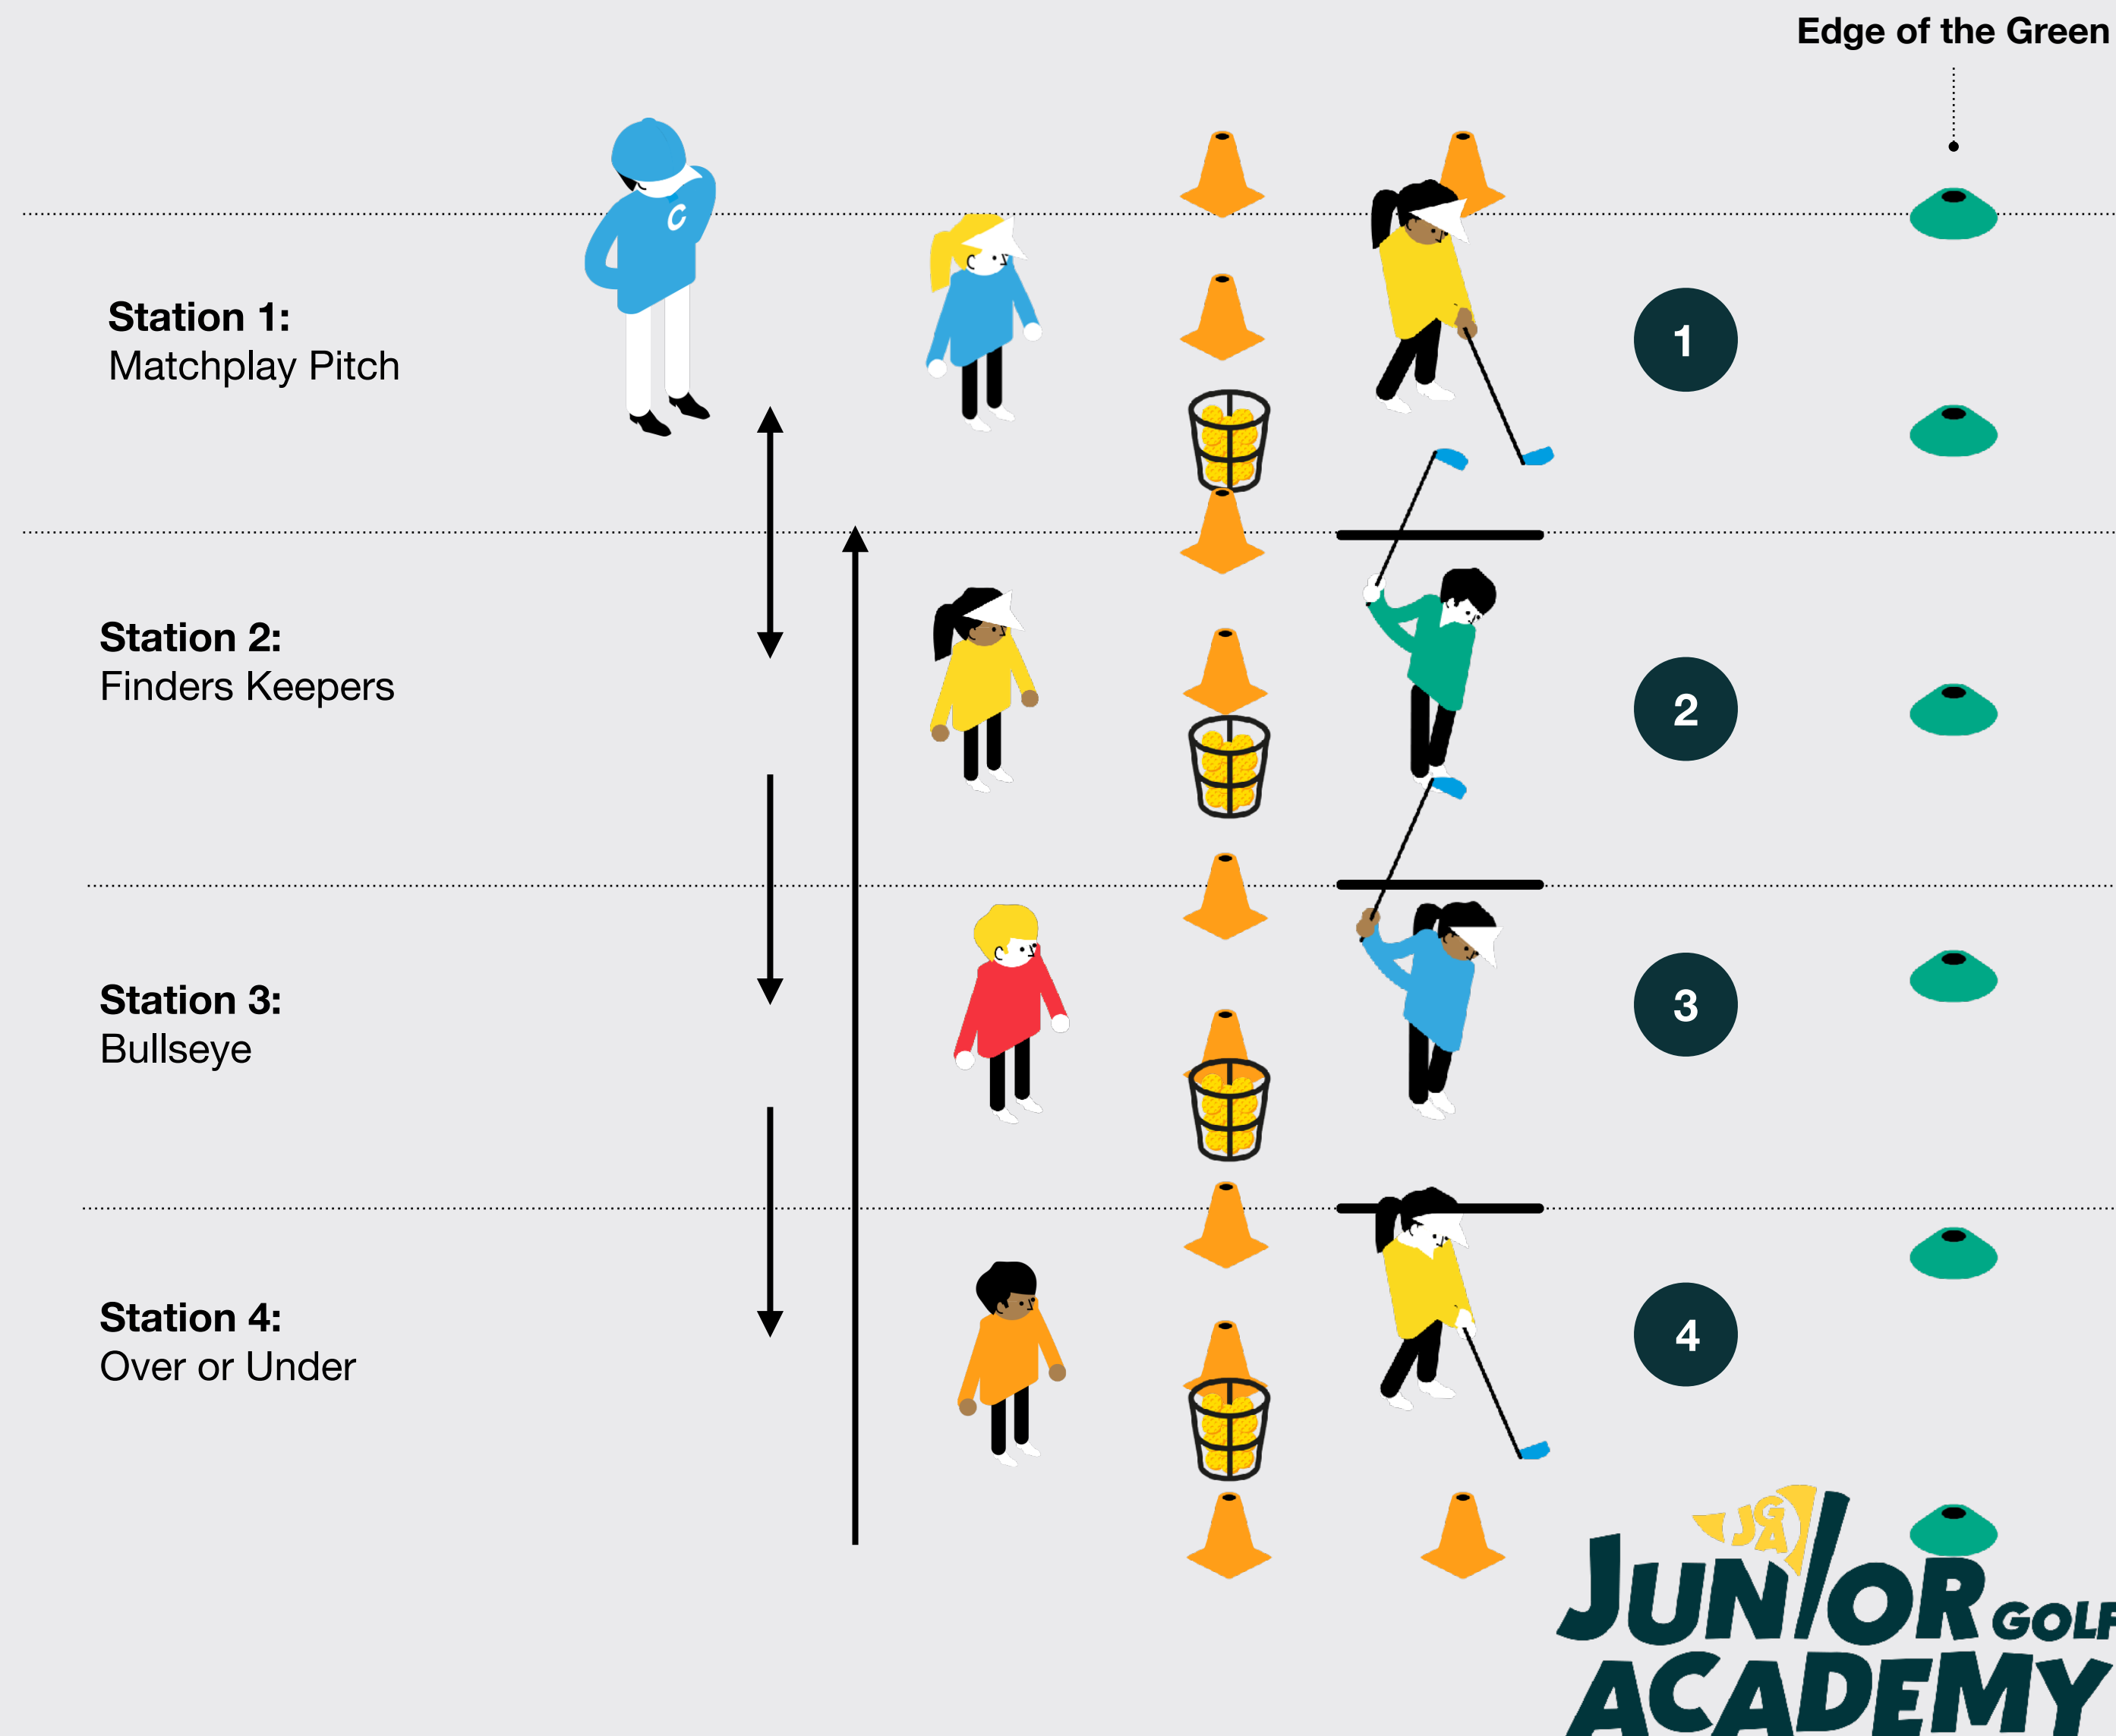 Edge of the Green
C
Station 1:
Matchplay Pitch
1
Station 2:
Finders Keepers
2
Station 3:
Bullseye
3
Station 4:
Over or Under
4
JGA
JUNIOR GOLF
ACADEMY